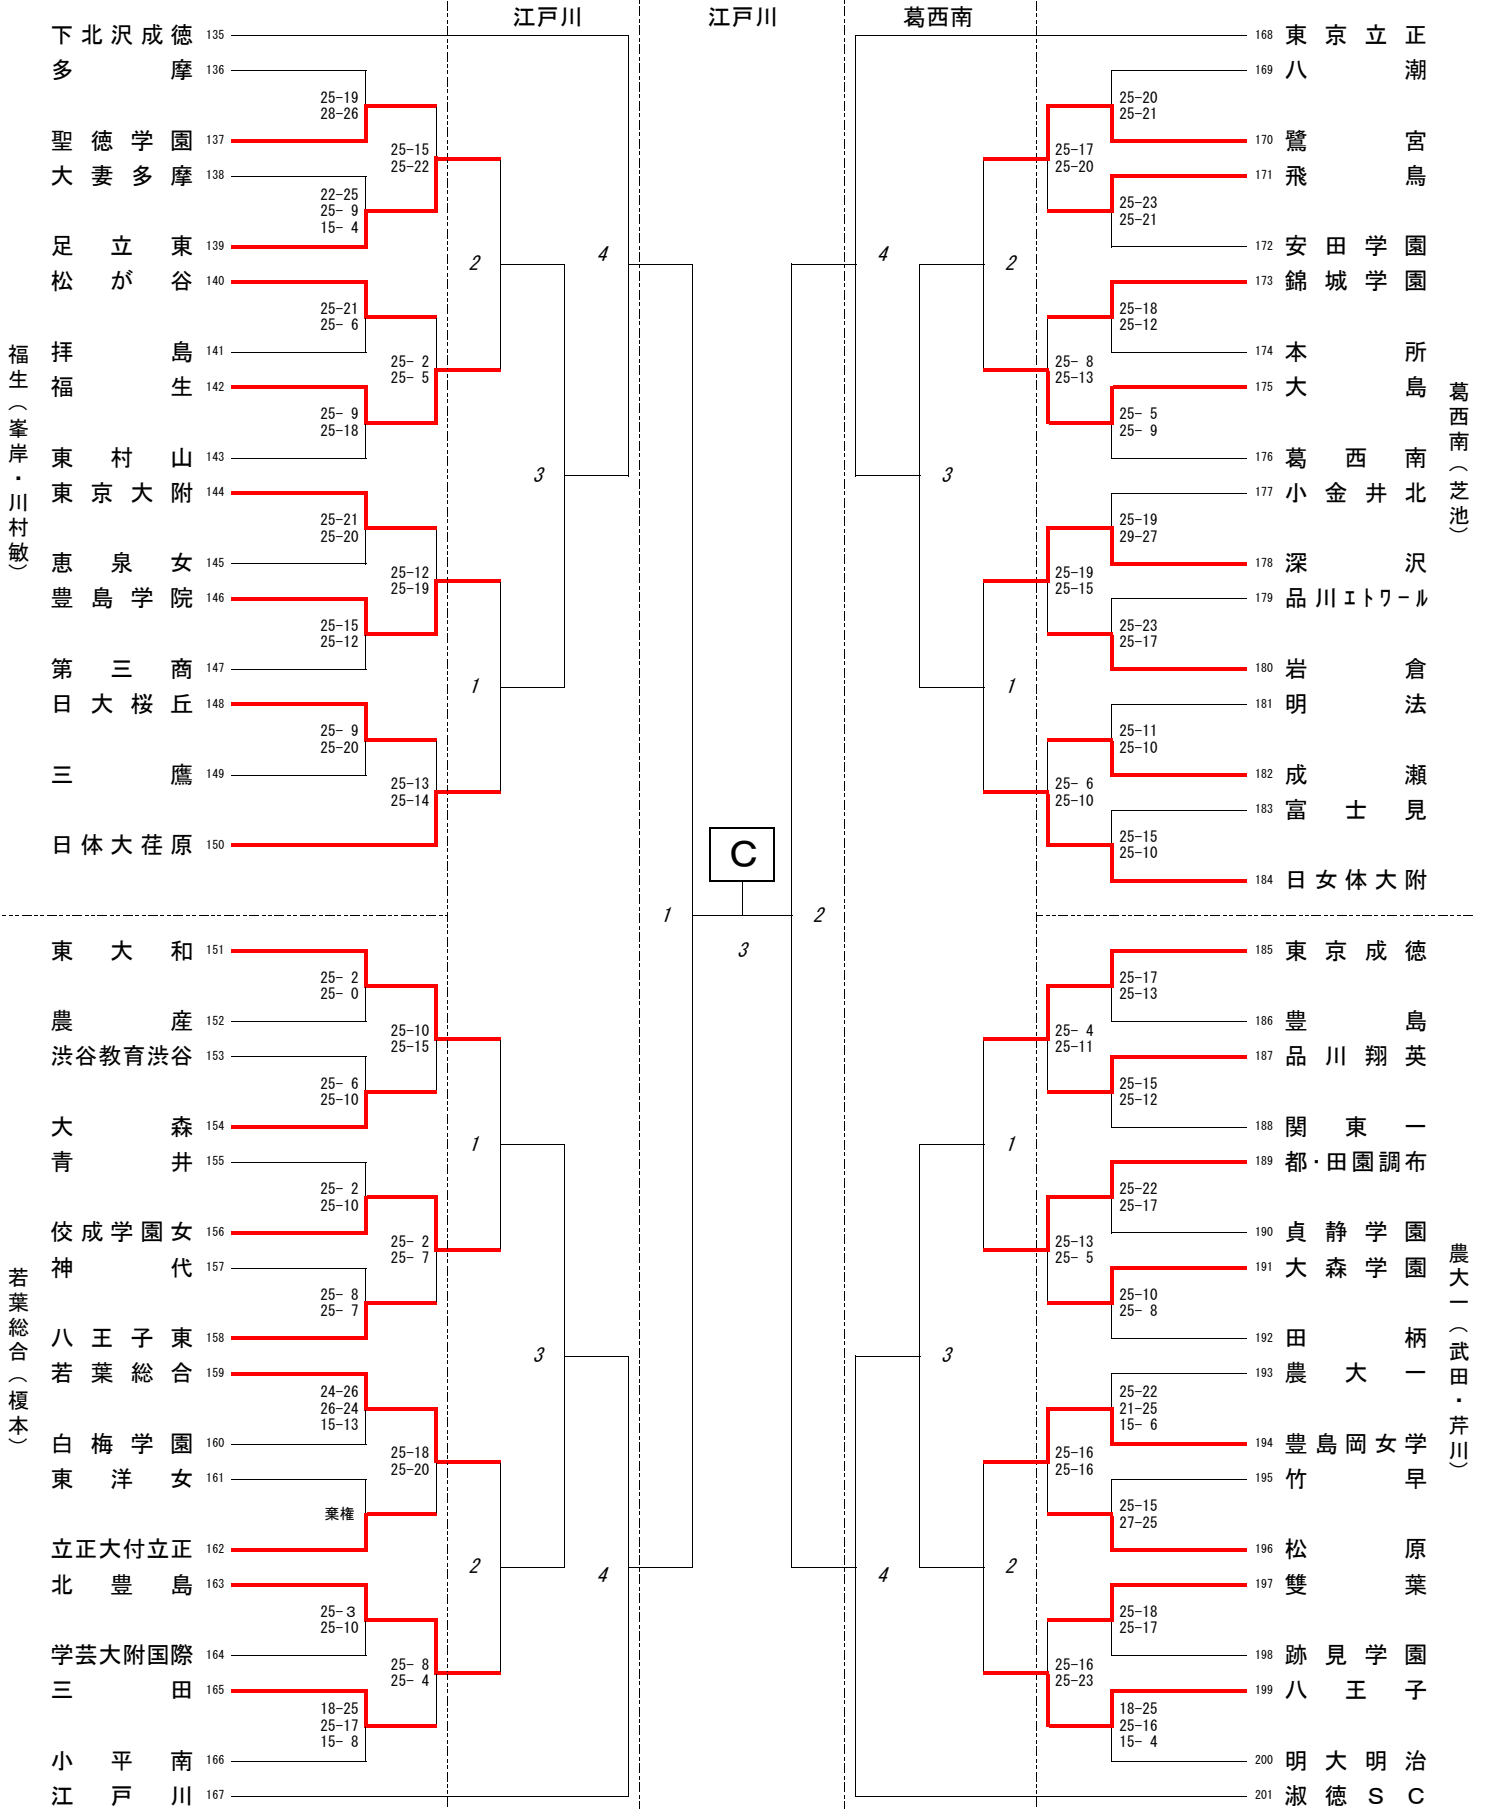 江戸川
江戸川
葛西南
下北沢成徳 135
多摩 136
25-19
28-26
聖徳学園 137
25-15
25-22
大妻多摩 138
22-25
25- 9
15- 4
足立東 139
2
4
松が谷 140
25-21
25- 6
拝島 141
25- 2
25- 5
福生 142
25- 9
25-18
東村山 143
3
東京大附 144
25-21
25-20
恵泉女 145
25-12
25-19
豊島学院 146
25-15
25-12
第三商 147
1
日大桜丘 148
25- 9
25-20
三鷹 149
25-13
25-14
日体大荏原 150
福生（峯岸・川村敏）
東大和 151
25- 2
25- 0
農産 152
25-10
25-15
渋谷教育渋谷 153
25- 6
25-10
大森 154
1
青井 155
25- 2
25-10
佼成学園女 156
25- 2
25- 7
神代 157
25- 8
25- 7
八王子東 158
3
若葉総合 159
24-26
26-24
15-13
白梅学園 160
25-18
25-20
東洋女 161
棄権
立正大付立正 162
2
4
北豊島 163
25-３
25-10
学芸大附国際 164
25- 8
25- 4
三田 165
18-25
25-17
15- 8
小平南 166
江戸川 167
若葉総合（榎本）
C
1
2
3
168 東京立正
169 八潮
25-20
25-21
170 鷺宮
25-17
25-20
171 飛鳥
25-23
25-21
172 安田学園
4
2
173 錦城学園
25-18
25-12
174 本所
25- 8
25-13
175 大島
25- 5
25- 9
176 葛西南
3
177 小金井北
25-19
29-27
178 深沢
25-19
25-15
179 品川ｴﾄﾜｰﾙ
25-23
25-17
180 岩倉
1
181 明法
25-11
25-10
182 成瀬
25- 6
25-10
183 富士見
25-15
25-10
184 日女体大附
葛西南（芝池）
185 東京成徳
25-17
25-13
186 豊島
25- 4
25-11
187 品川翔英
25-15
25-12
188 関東一
1
189 都・田園調布
25-22
25-17
190 貞静学園
25-13
25- 5
191 大森学園
25-10
25- 8
192 田柄
3
193 農大一
25-22
21-25
15- 6
194 豊島岡女学
25-16
25-16
195 竹早
25-15
27-25
196 松原
4
2
197 雙葉
25-18
25-17
198 跡見学園
25-16
25-23
199 八王子
18-25
25-16
15- 4
200 明大明治
201 淑徳ＳＣ
農大一（武田・芹川）